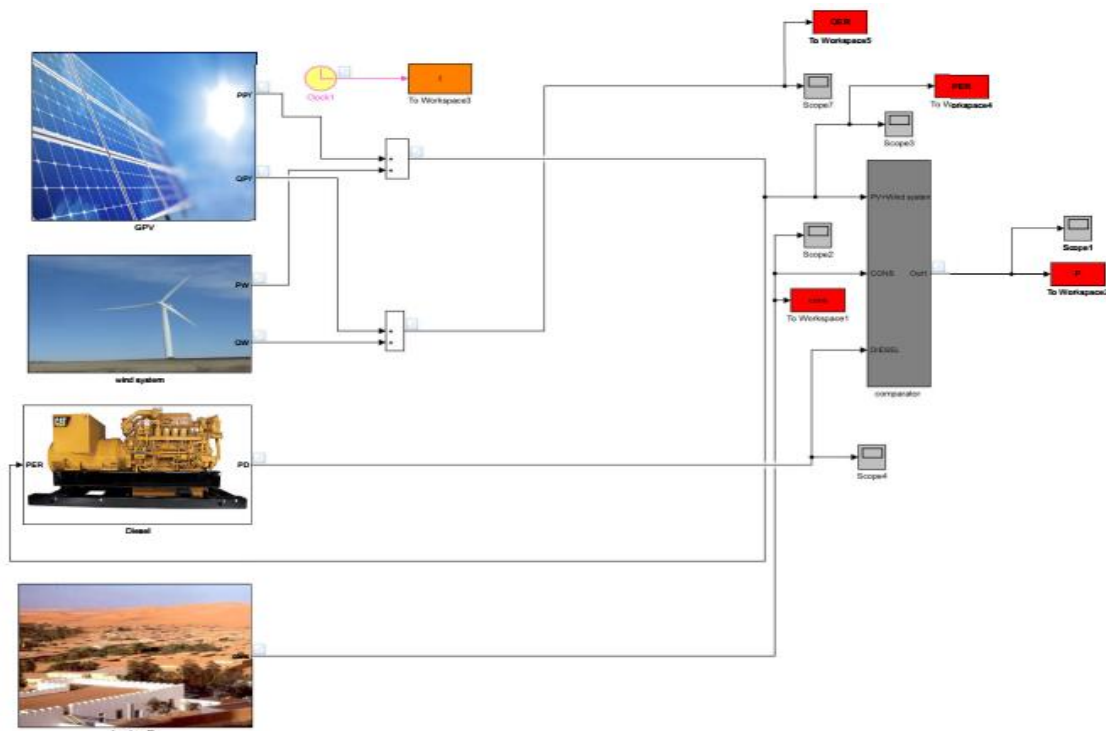 PPV
QPV
GPV
Clock1
t
To Workspace3
QER
To Workspace5
Scope7
PER
To Workspace4
Scope3
PW
QW
wind system
Scope2
cons
To Workspace1
PV+Wind system
CONS
DIESEL
Out1
comparator
Scope1
P
To Workspace2
CAT
PER
PD
Diesel
Scope4